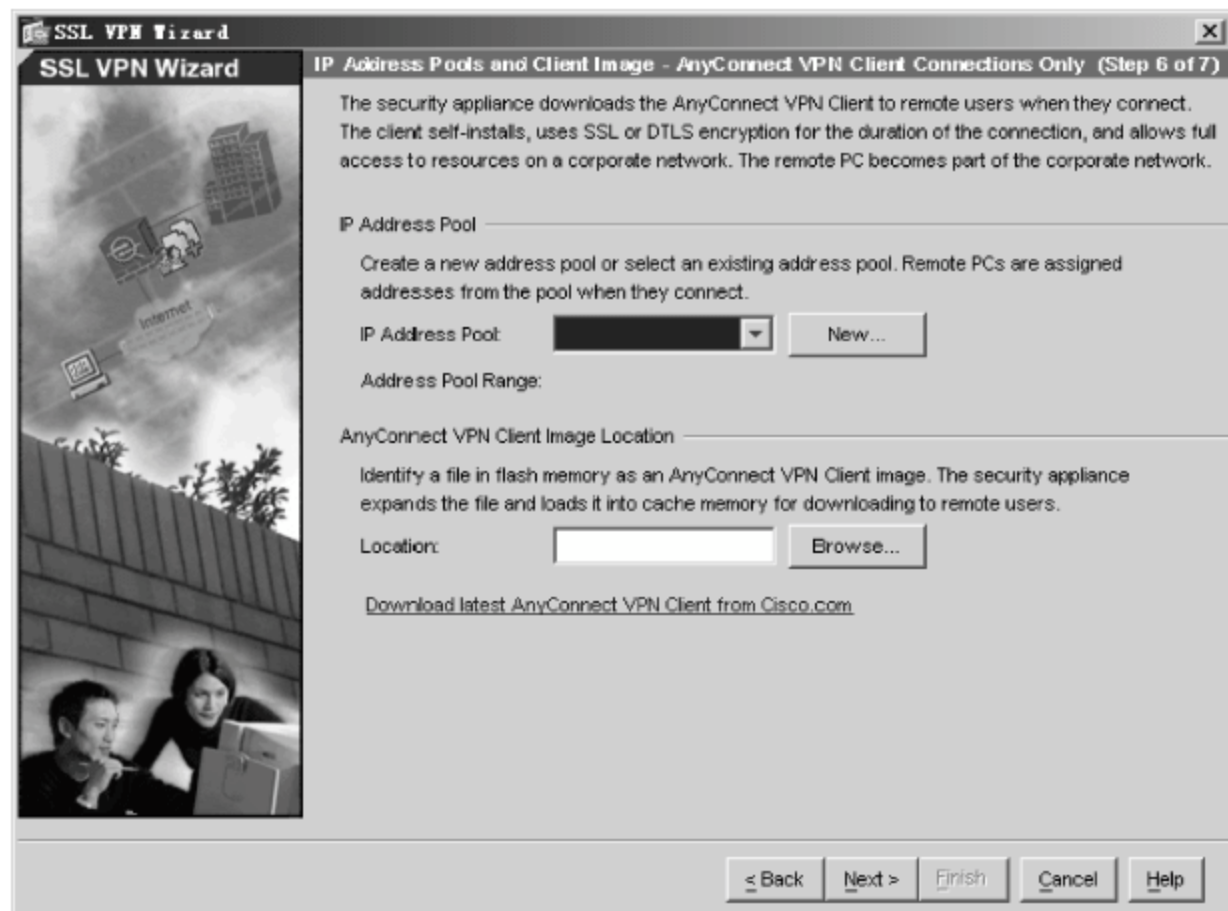 SSL VPN Wizard
SSL VPN Wizard
IP Address Pools and Client Image - AnyConnect VPN Client Connections Only (Step 6 of 7)
The security appliance downloads the AnyConnect VPN Client to remote users when they connect.
The client self-installs, uses SSL or DTLS encryption for the duration of the connection, and allows full
access to resources on a corporate network. The remote PC becomes part of the corporate network.
IP Address Pool
Create a new address pool or select an existing address pool. Remote PCs are assigned
addresses from the pool when they connect.
IP Address Pool:
New...
Address Pool Range:
AnyConnect VPN Client Image Location
Identify a file in flash memory as an AnyConnect VPN Client image. The security appliance
expands the file and loads it into cache memory for downloading to remote users.
Location:
Browse...
Download latest AnyConnect VPN Client from Cisco.com
Internet
< Back
Next >
Finish
Cancel
Help